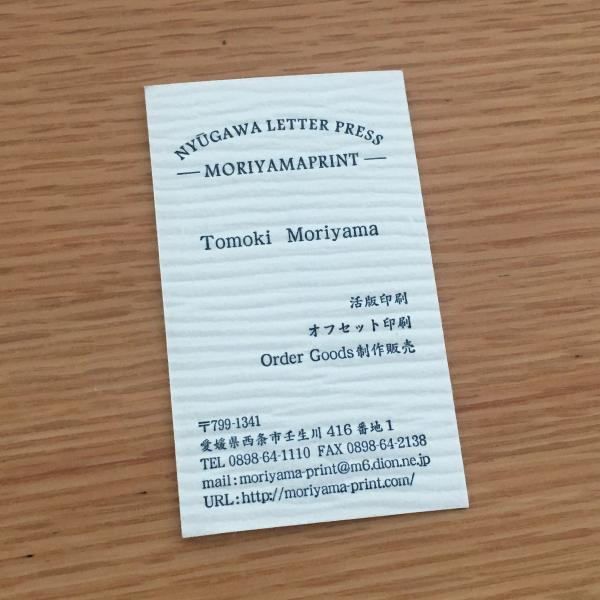 NYŪGAWA LETTER PRESS
— MORIYAMAPRINT —
Tomoki Moriyama
活版印刷
オフセット印刷
Order Goods制作販売
〒799-1341
愛媛県西条市壬生川 416 番地 1
TEL 0898-64-1110 FAX 0898-64-2138
mail:moriyama-print@m6.dion.ne.jp
URL:http://moriyama-print.com/